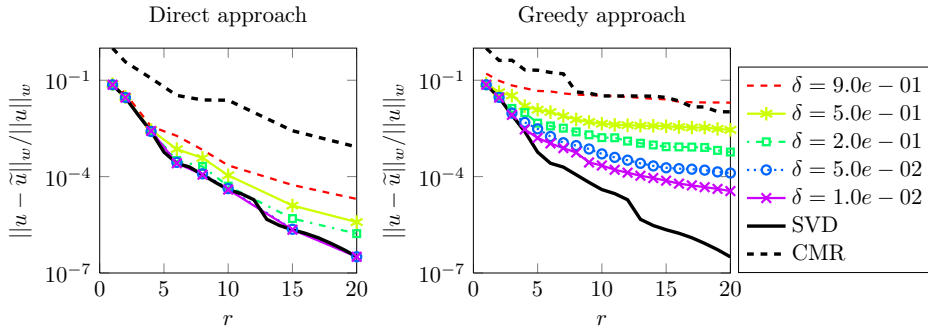 Direct approach
||u − ũ||_w/||u||_w
10^−1
10^−4
10^−7
0 5 10 15 20
r
Greedy approach
||u − ũ||_w/||u||_w
10^−1
10^−4
10^−7
0 5 10 15 20
r
δ = 9.0e − 01
δ = 5.0e − 01
δ = 2.0e − 01
δ = 5.0e − 02
δ = 1.0e − 02
SVD
CMR